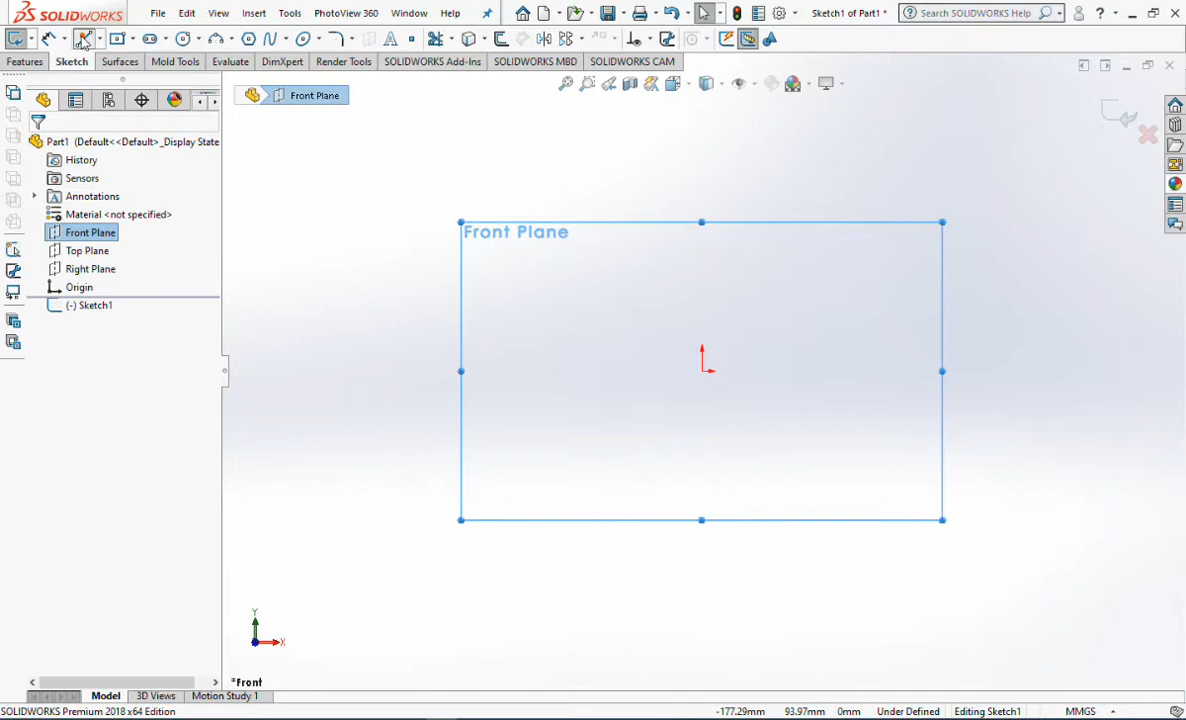 SOLIDWORKS File Edit View Insert Tools PhotoView 360 Window Help Sketch1 of Part1 * Search SOLIDWORKS Help ?
Features Sketch Surfaces Mold Tools Evaluate DimXpert Render Tools SOLIDWORKS Add-Ins SOLIDWORKS MBD SOLIDWORKS CAM
Front Plane
Part1 (Default<<Default>_Display State
History
Sensors
Annotations
Material <not specified>
Front Plane
Top Plane
Right Plane
Origin
(-) Sketch1
Front Plane
Y
X
*Front
Model 3D Views Motion Study 1
SOLIDWORKS Premium 2018 x64 Edition -177.29mm 93.97mm 0mm Under Defined Editing Sketch1 MMGS